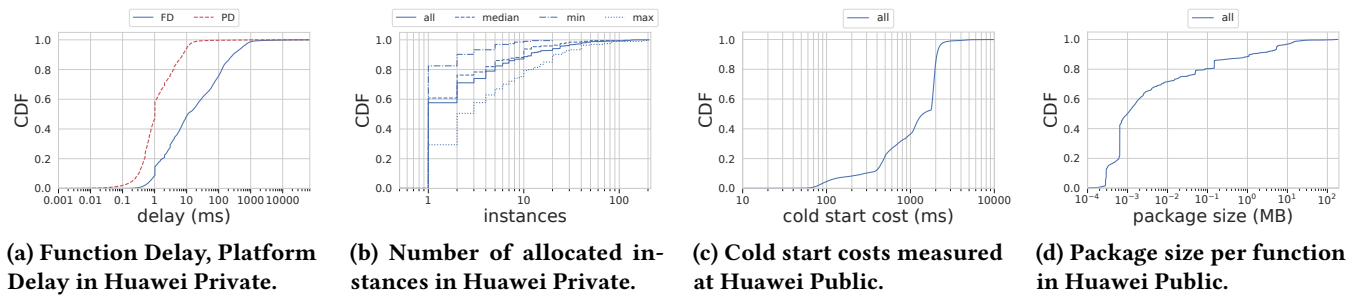 FD PD
CDF
1.0
0.8
0.6
0.4
0.2
0.0
0.001 0.01 0.1 1 10 100 1000 10000
delay (ms)
(a) Function Delay, Platform
Delay in Huawei Private.
all median min max
CDF
1.0
0.8
0.6
0.4
0.2
0.0
1 10 100
instances
(b) Number of allocated in-
stances in Huawei Private.
all
CDF
1.0
0.8
0.6
0.4
0.2
0.0
10 100 1000 10000
cold start cost (ms)
(c) Cold start costs measured
at Huawei Public.
all
CDF
1.0
0.8
0.6
0.4
0.2
0.0
10⁻⁴ 10⁻³ 10⁻² 10⁻¹ 10⁰ 10¹ 10²
package size (MB)
(d) Package size per function
in Huawei Public.